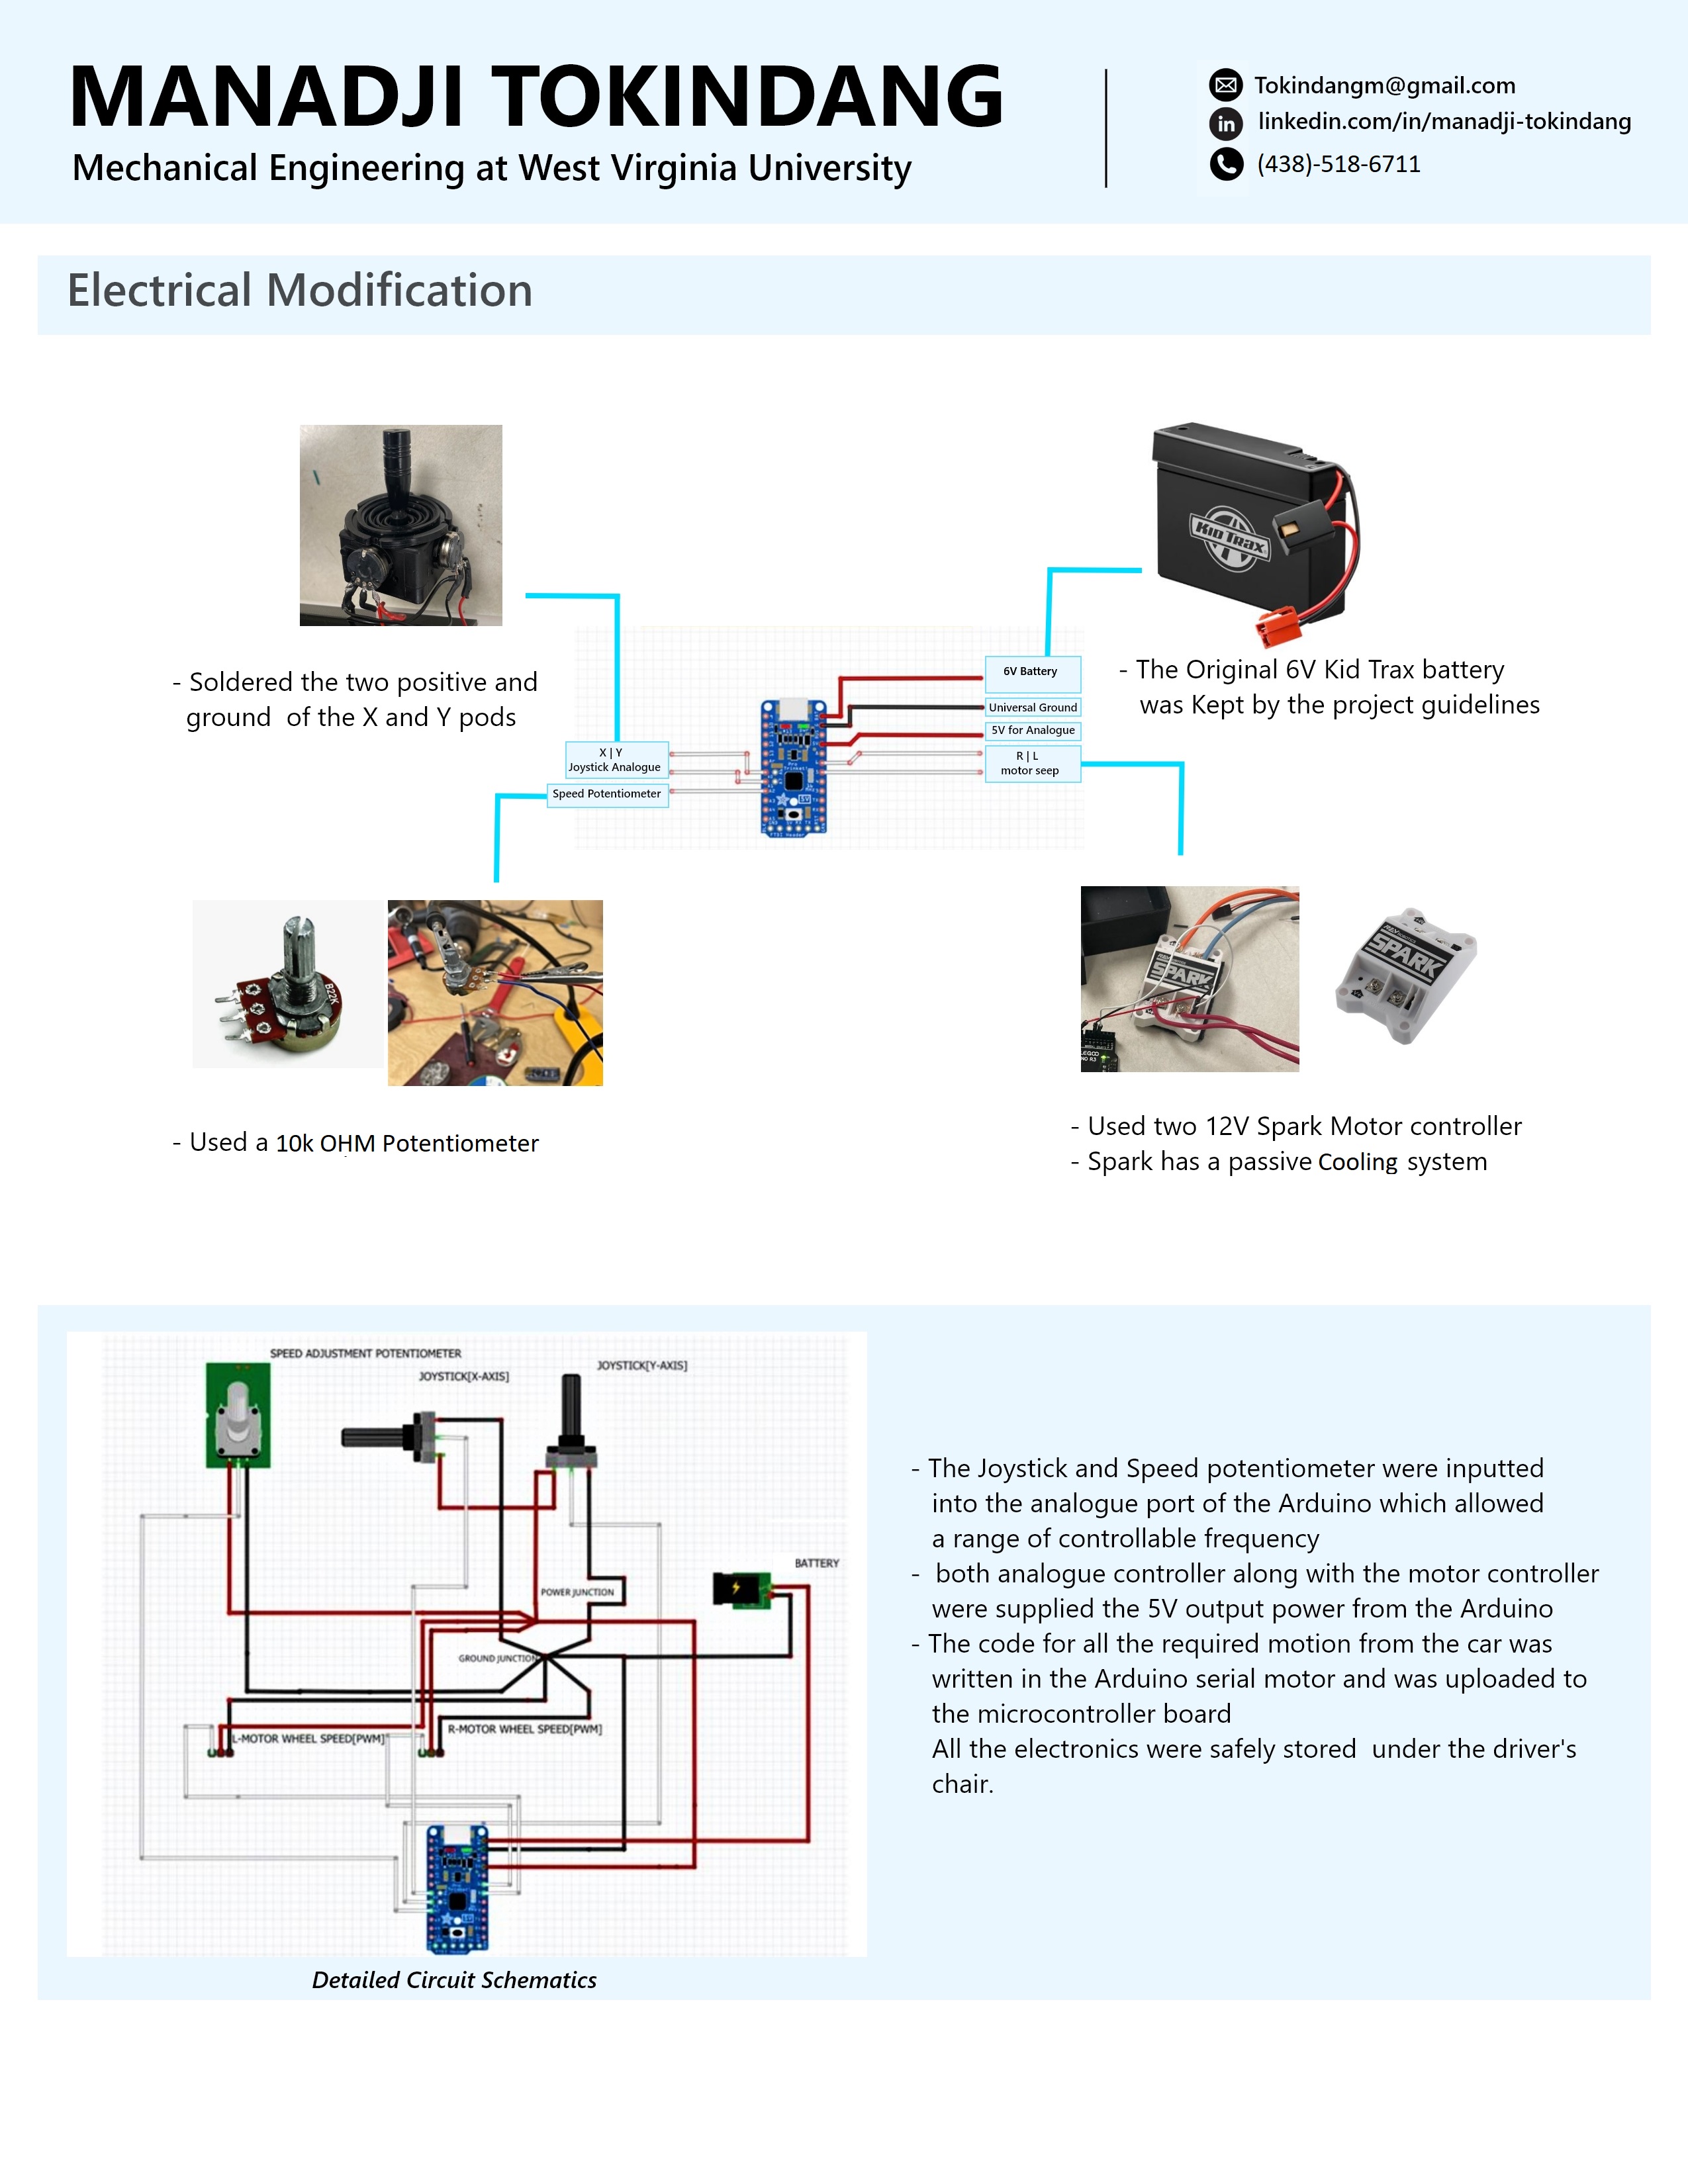 MANADJI TOKINDANG
Mechanical Engineering at West Virginia University
Tokindangm@gmail.com
in linkedin.com/in/manadji-tokindang
(438)-518-6711
Electrical Modification
KID TRAX
- Soldered the two positive and
ground of the X and Y pods
- The Original 6V Kid Trax battery
was Kept by the project guidelines
6V Battery
Universal Ground
5V for Analogue
R | L
motor seep
X | Y
Joystick Analogue
Speed Potentiometer
B22K
SPARK
SPARK
- Used a 10k OHM Potentiometer
- Used two 12V Spark Motor controller
- Spark has a passive Cooling system
SPEED ADJUSTMENT POTENTIOMETER
JOYSTICK[X-AXIS]
JOYSTICK[Y-AXIS]
BATTERY
POWER JUNCTION
GROUND JUNCTION
L-MOTOR WHEEL SPEED[PWM]
R-MOTOR WHEEL SPEED[PWM]
Detailed Circuit Schematics
- The Joystick and Speed potentiometer were inputted
into the analogue port of the Arduino which allowed
a range of controllable frequency
- both analogue controller along with the motor controller
were supplied the 5V output power from the Arduino
- The code for all the required motion from the car was
written in the Arduino serial motor and was uploaded to
the microcontroller board
All the electronics were safely stored under the driver's
chair.